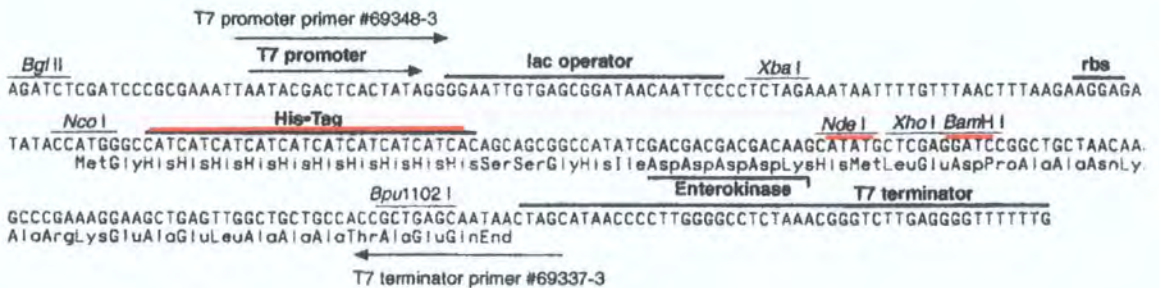 T7 promoter primer #69348-3
Bgl II T7 promoter lac operator Xba I rbs
AGATCTCGATCCCGCGAAATTAATACGACTCACTATAGGGGAATTGTGAGCGGATAACAATTCCCCTCTAGAAATAATTTTGTTTAACTTTAAGAAGGAGA
Nco I His•Tag Nde I Xho I BamH I
TATACCATGGGCCATCATCATCATCATCATCATCATCATCACAGCAGCGGCCATATCGACGACGACGACAAGCATATGCTCGAGGATCCGGCTGCTAACAA
MetGlyHisHisHisHisHisHisHisHisHisHisSerSerGlyHisIleAspAspAspAspLysHisMetLeuGluAspProAlaAlaAsnLy
Bpu1102 I Enterokinase T7 terminator
GCCCGAAAGGAAGCTGAGTTGGCTGCTGCCACCGCTGAGCAATAACTAGCATAACCCCTTGGGGCCTCTAAACGGGTCTTGAGGGGTTTTTTG
AlaArgLysGluAlaGluLeuAlaAlaAlaThrAlaGluGlnEnd
T7 terminator primer #69337-3